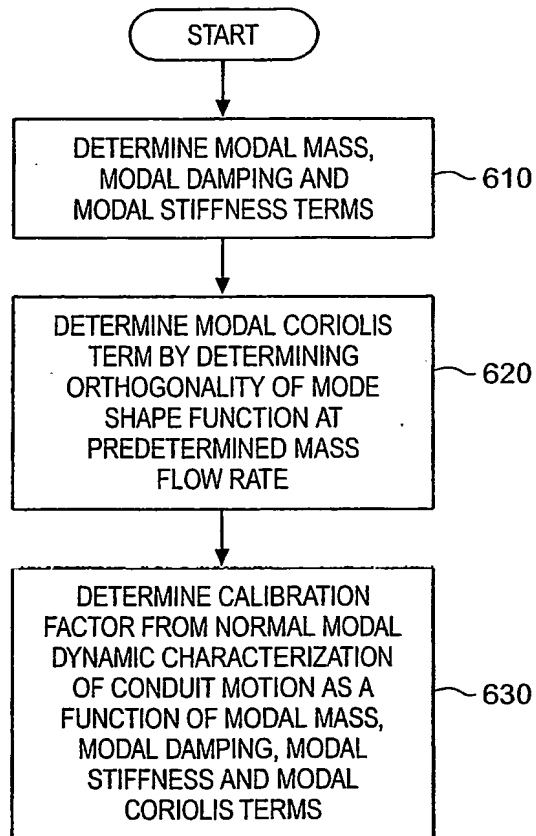 START
DETERMINE MODAL MASS,
MODAL DAMPING AND
MODAL STIFFNESS TERMS
610
DETERMINE MODAL CORIOLIS
TERM BY DETERMINING
ORTHOGONALITY OF MODE
SHAPE FUNCTION AT
PREDETERMINED MASS
FLOW RATE
620
DETERMINE CALIBRATION
FACTOR FROM NORMAL MODAL
DYNAMIC CHARACTERIZATION
OF CONDUIT MOTION AS A
FUNCTION OF MODAL MASS,
MODAL DAMPING, MODAL
STIFFNESS AND MODAL
CORIOLIS TERMS
630